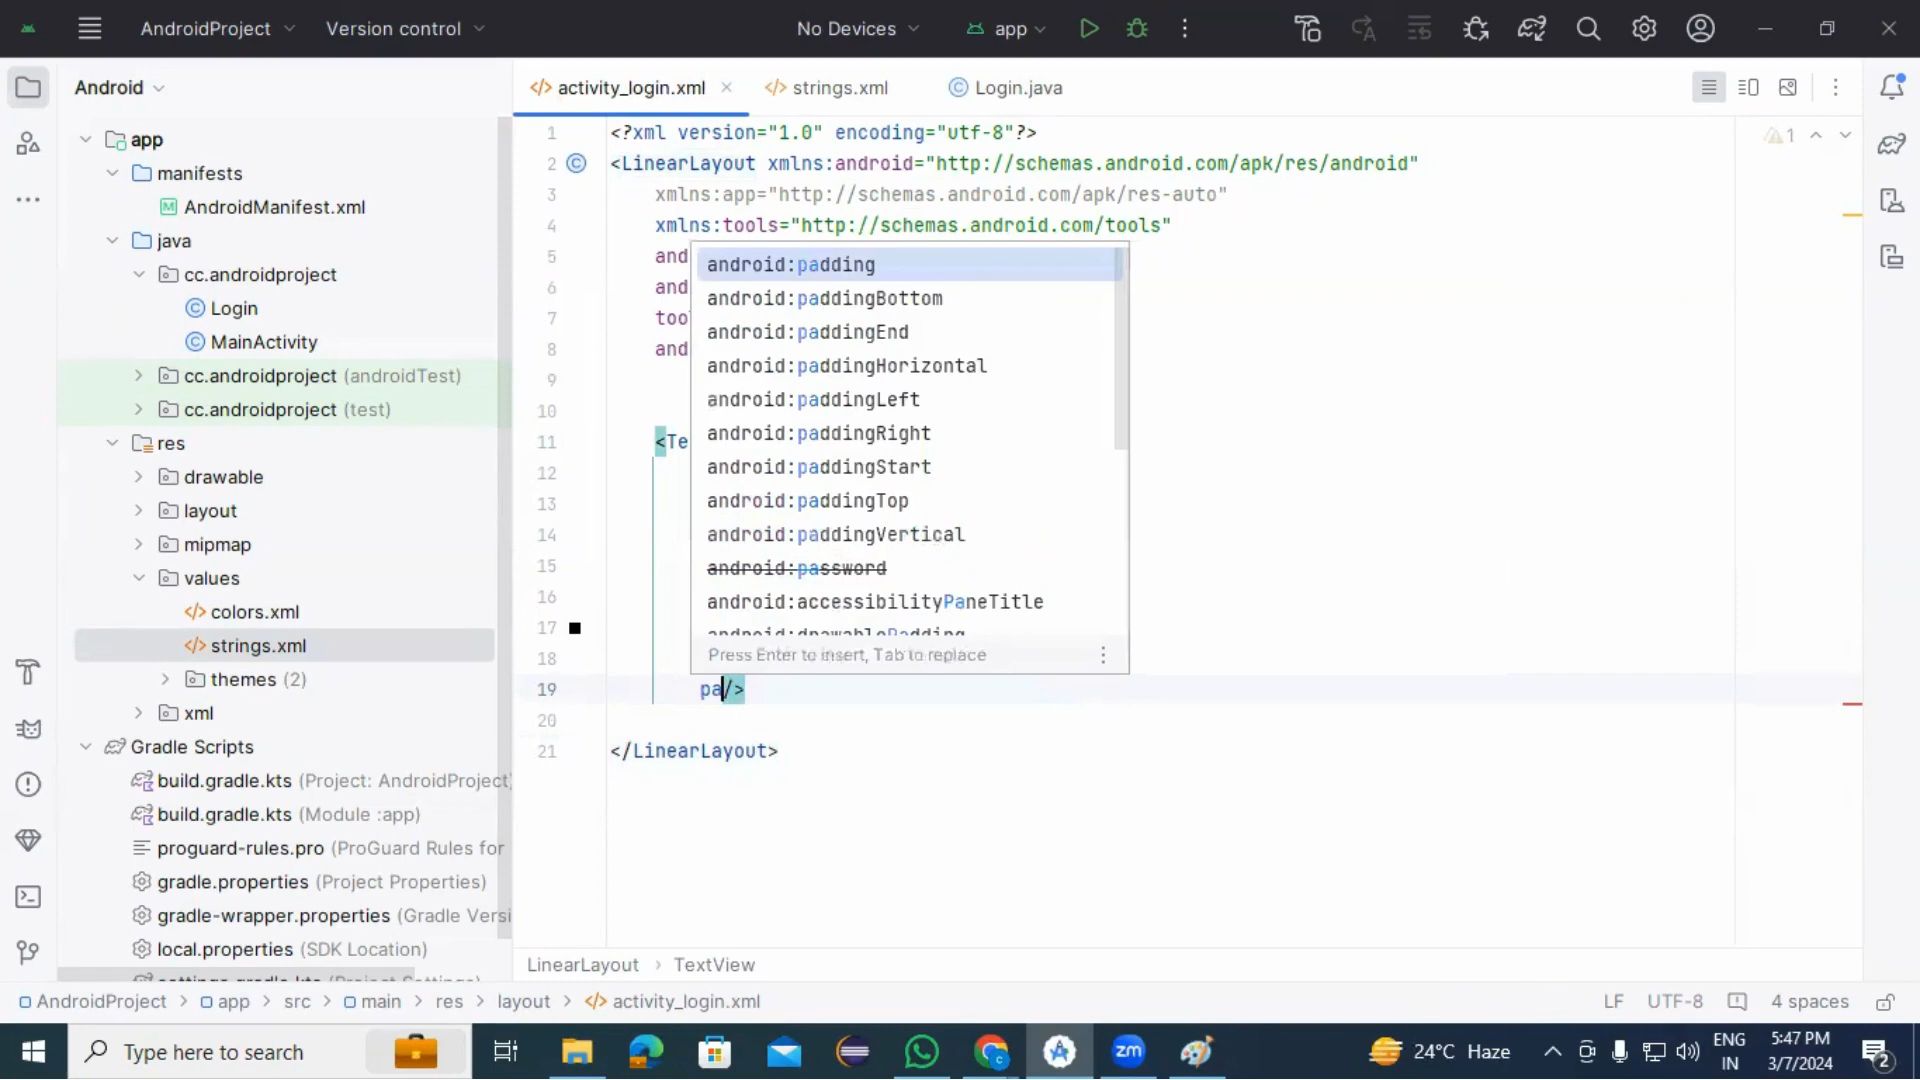 AndroidProject Version control No Devices app
Android
app
manifests
AndroidManifest.xml
java
cc.androidproject
Login
MainActivity
cc.androidproject (androidTest)
cc.androidproject (test)
res
drawable
layout
mipmap
values
colors.xml
strings.xml
themes (2)
xml
Gradle Scripts
build.gradle.kts (Project: AndroidProject)
build.gradle.kts (Module :app)
proguard-rules.pro (ProGuard Rules for
gradle.properties (Project Properties)
gradle-wrapper.properties (Gradle Versi
local.properties (SDK Location)
settings.gradle.kts (Project Settings)
activity_login.xml strings.xml Login.java
1 <?xml version="1.0" encoding="utf-8"?> 1
2 <LinearLayout xmlns:android="http://schemas.android.com/apk/res/android"
3 xmlns:app="http://schemas.android.com/apk/res-auto"
4 xmlns:tools="http://schemas.android.com/tools"
5 and
6 and
7 too
8 and
9
10
11 <Te
12
13
14
15
16
17
18
19 pa/>
20
21 </LinearLayout>
android:padding
android:paddingBottom
android:paddingEnd
android:paddingHorizontal
android:paddingLeft
android:paddingRight
android:paddingStart
android:paddingTop
android:paddingVertical
android:password
android:accessibilityPaneTitle
android:drawablePadding
Press Enter to insert, Tab to replace
LinearLayout TextView
AndroidProject app src main res layout activity_login.xml LF UTF-8 4 spaces
Type here to search zm 24°C Haze ENG IN 5:47 PM 3/7/2024 2